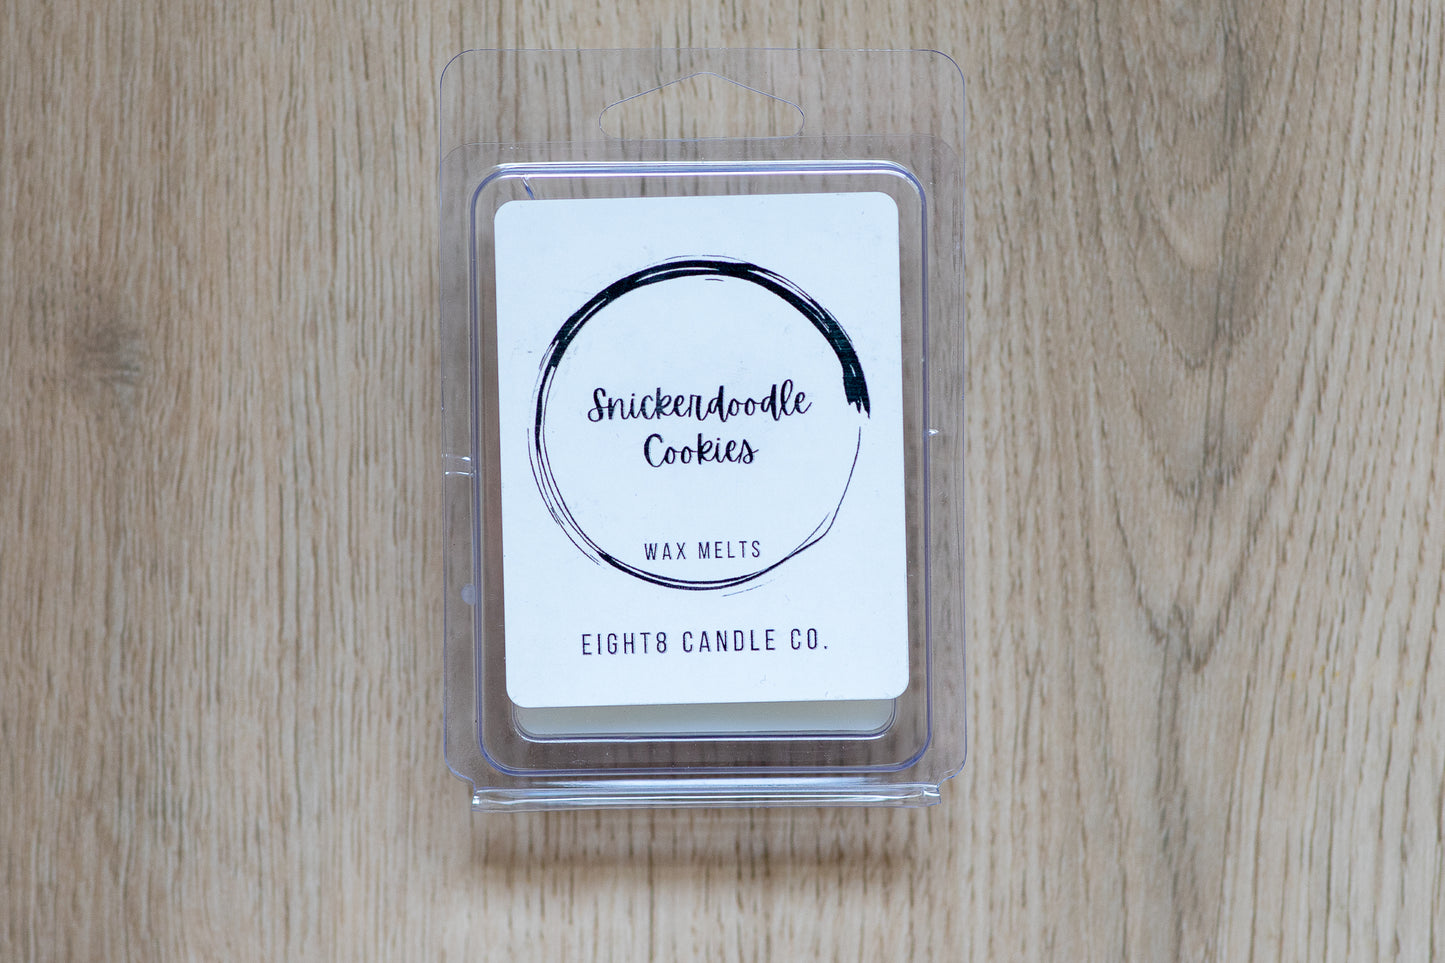 Snickerdoodle
Cookies
WAX MELTS
EIGHT8 CANDLE CO.